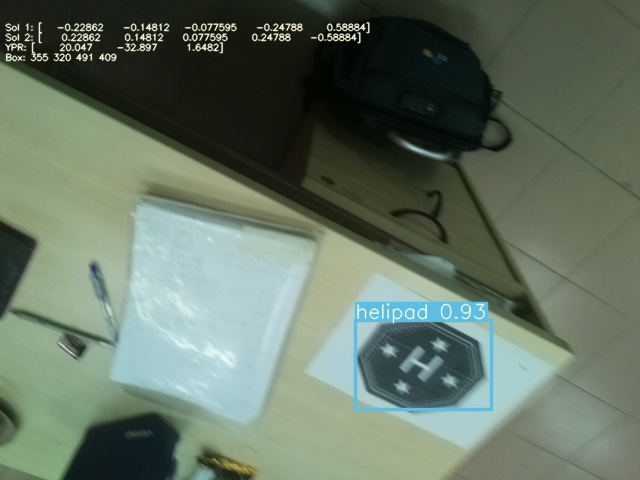 Sol 1: [ -0.22862 -0.14812 -0.077595 -0.24788 0.58884]
Sol 2: [ 0.22862 0.14812 0.077595 0.24788 -0.58884]
YPR: [ 20.047 -32.897 1.6482]
Box: 355 320 491 409
helipad 0.93
H